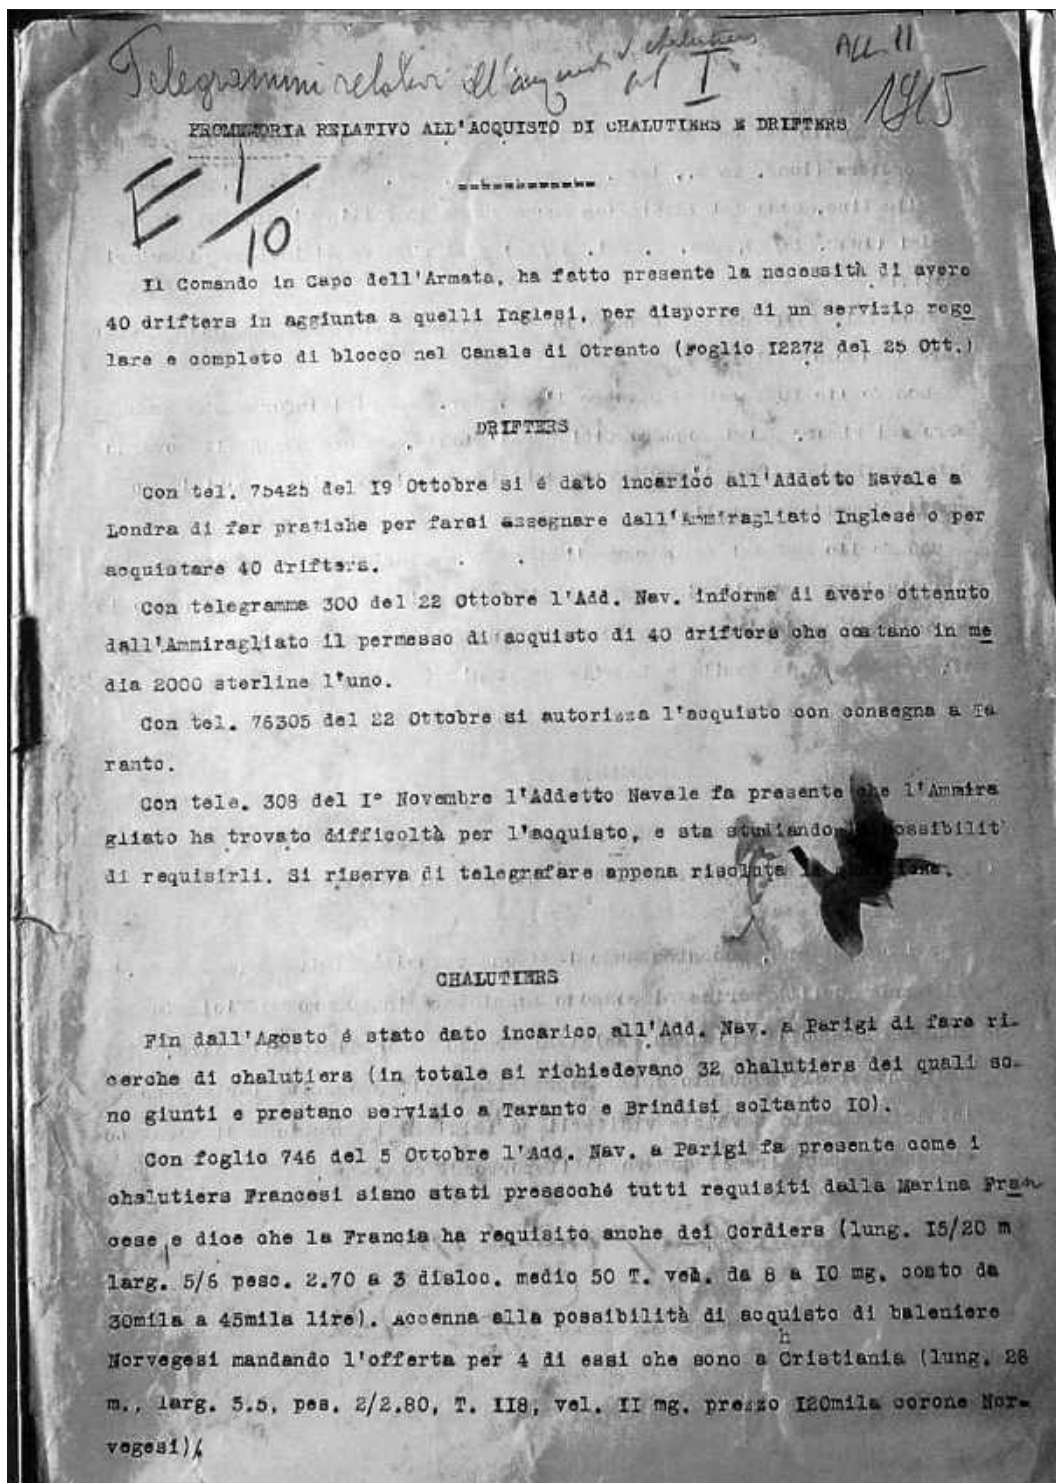 Telegrammi relativi all'acquisto di chalutiers
al I
All 11
1915
PROMEMORIA RELATIVO ALL'ACQUISTO DI CHALUTIERS E DRIFTERS
E 1/10
Il Comando in Capo dell'Armata, ha fatto presente la necessità di avere
40 drifters in aggiunta a quelli Inglesi, per disporre di un servizio rego
lare e completo di blocco nel Canale di Otranto (Foglio I2272 del 25 Ott.)
DRIFTERS
Con tel. 75425 del I9 Ottobre si é dato incarico all'Addetto Navale a
Londra di far pratiche per farsi assegnare dall'Ammiragliato Inglese o per
acquistare 40 drifters.
Con telegramma 300 del 22 Ottobre l'Add. Nav. informa di avere ottenuto
dall'Ammiragliato il permesso di acquisto di 40 drifters che costano in me
dia 2000 sterline l'uno.
Con tel. 76305 del 22 Ottobre si autorizza l'acquisto con consegna a Ta
ranto.
Con tele. 308 del I° Novembre l'Addetto Navale fa presente che l'Ammira
gliato ha trovato difficoltà per l'acquisto, e sta studiando possibilit
di requisirli. Si riserva di telegrafare appena risoluta la
CHALUTIERS
Fin dall'Agosto é stato dato incarico all'Add. Nav. a Parigi di fare ri-
cerche di chalutiers (in totale si richiedevano 32 chalutiers dei quali so-
no giunti e prestano servizio a Taranto e Brindisi soltanto IO).
Con foglio 746 del 5 Ottobre l'Add. Nav. a Parigi fa presente come i
chalutiers Francesi siano stati pressoché tutti requisiti dalla Marina Fran
cese e dice che la Francia ha requisito anche dei Cordiers (lung. I5/20 m
larg. 5/6 pesc. 2.70 a 3 disloc. medio 50 T. vel. da 8 a IO mg. costo da
30mila a 45mila lire). Accenna alla possibilità di acquisto di baleniere
Norvegesi mandando l'offerta per 4 di essi che sono a Christiania (lung. 28
m., larg. 5.5, pes. 2/2.80, T. II8, vel. II mg. prezzo I20mila corone Nor-
vegesi).